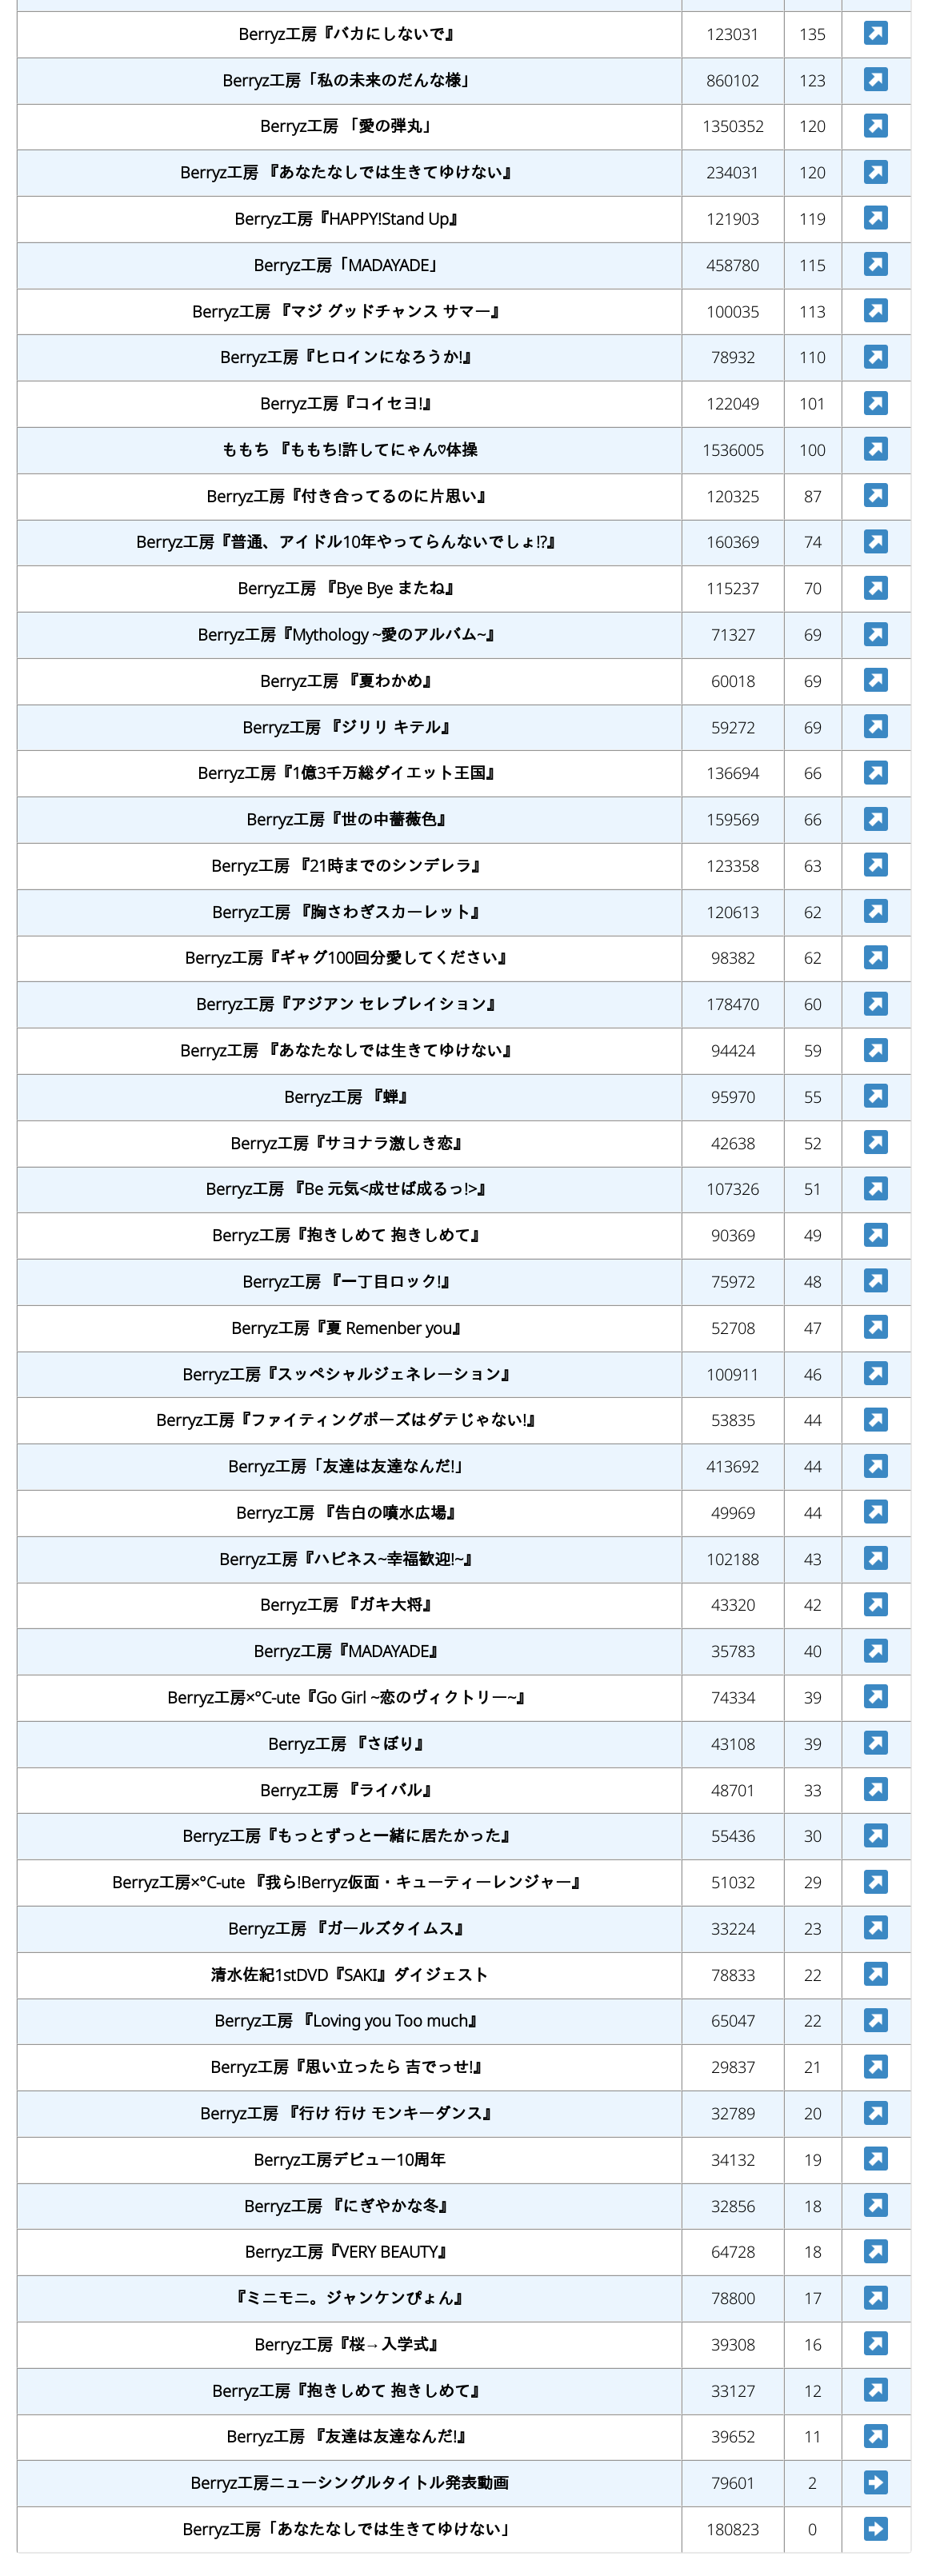 Berryz工房『バカにしないで』 123031 135
Berryz工房「私の未来のだんな様」 860102 123
Berryz工房 「愛の弾丸」 1350352 120
Berryz工房 『あなたなしでは生きてゆけない』 234031 120
Berryz工房『HAPPY!Stand Up』 121903 119
Berryz工房「MADAYADE」 458780 115
Berryz工房 『マジ グッドチャンス サマー』 100035 113
Berryz工房『ヒロインになろうか!』 78932 110
Berryz工房『コイセヨ!』 122049 101
ももち 『ももち!許してにゃん♡体操 1536005 100
Berryz工房『付き合ってるのに片思い』 120325 87
Berryz工房『普通、アイドル10年やってらんないでしょ!?』 160369 74
Berryz工房 『Bye Bye またね』 115237 70
Berryz工房『Mythology ~愛のアルバム~』 71327 69
Berryz工房 『夏わかめ』 60018 69
Berryz工房 『ジリリ キテル』 59272 69
Berryz工房『1億3千万総ダイエット王国』 136694 66
Berryz工房『世の中薔薇色』 159569 66
Berryz工房 『21時までのシンデレラ』 123358 63
Berryz工房 『胸さわぎスカーレット』 120613 62
Berryz工房『ギャグ100回分愛してください』 98382 62
Berryz工房『アジアン セレブレイション』 178470 60
Berryz工房 『あなたなしでは生きてゆけない』 94424 59
Berryz工房 『蝉』 95970 55
Berryz工房『サヨナラ激しき恋』 42638 52
Berryz工房 『Be 元気<成せば成るっ!>』 107326 51
Berryz工房『抱きしめて 抱きしめて』 90369 49
Berryz工房 『一丁目ロック!』 75972 48
Berryz工房『夏 Remenber you』 52708 47
Berryz工房『スッペシャルジェネレーション』 100911 46
Berryz工房『ファイティングポーズはダテじゃない!』 53835 44
Berryz工房「友達は友達なんだ!」 413692 44
Berryz工房 『告白の噴水広場』 49969 44
Berryz工房『ハピネス~幸福歓迎!~』 102188 43
Berryz工房 『ガキ大将』 43320 42
Berryz工房『MADAYADE』 35783 40
Berryz工房×°C-ute『Go Girl ~恋のヴィクトリー~』 74334 39
Berryz工房 『さぼり』 43108 39
Berryz工房 『ライバル』 48701 33
Berryz工房『もっとずっと一緒に居たかった』 55436 30
Berryz工房×°C-ute 『我ら!Berryz仮面・キューティーレンジャー』 51032 29
Berryz工房 『ガールズタイムス』 33224 23
清水佐紀1stDVD『SAKI』ダイジェスト 78833 22
Berryz工房 『Loving you Too much』 65047 22
Berryz工房『思い立ったら 吉でっせ!』 29837 21
Berryz工房 『行け 行け モンキーダンス』 32789 20
Berryz工房デビュー10周年 34132 19
Berryz工房 『にぎやかな冬』 32856 18
Berryz工房『VERY BEAUTY』 64728 18
『ミニモニ。ジャンケンぴょん』 78800 17
Berryz工房『桜→入学式』 39308 16
Berryz工房『抱きしめて 抱きしめて』 33127 12
Berryz工房 『友達は友達なんだ!』 39652 11
Berryz工房ニューシングルタイトル発表動画 79601 2
Berryz工房「あなたなしでは生きてゆけない」 180823 0